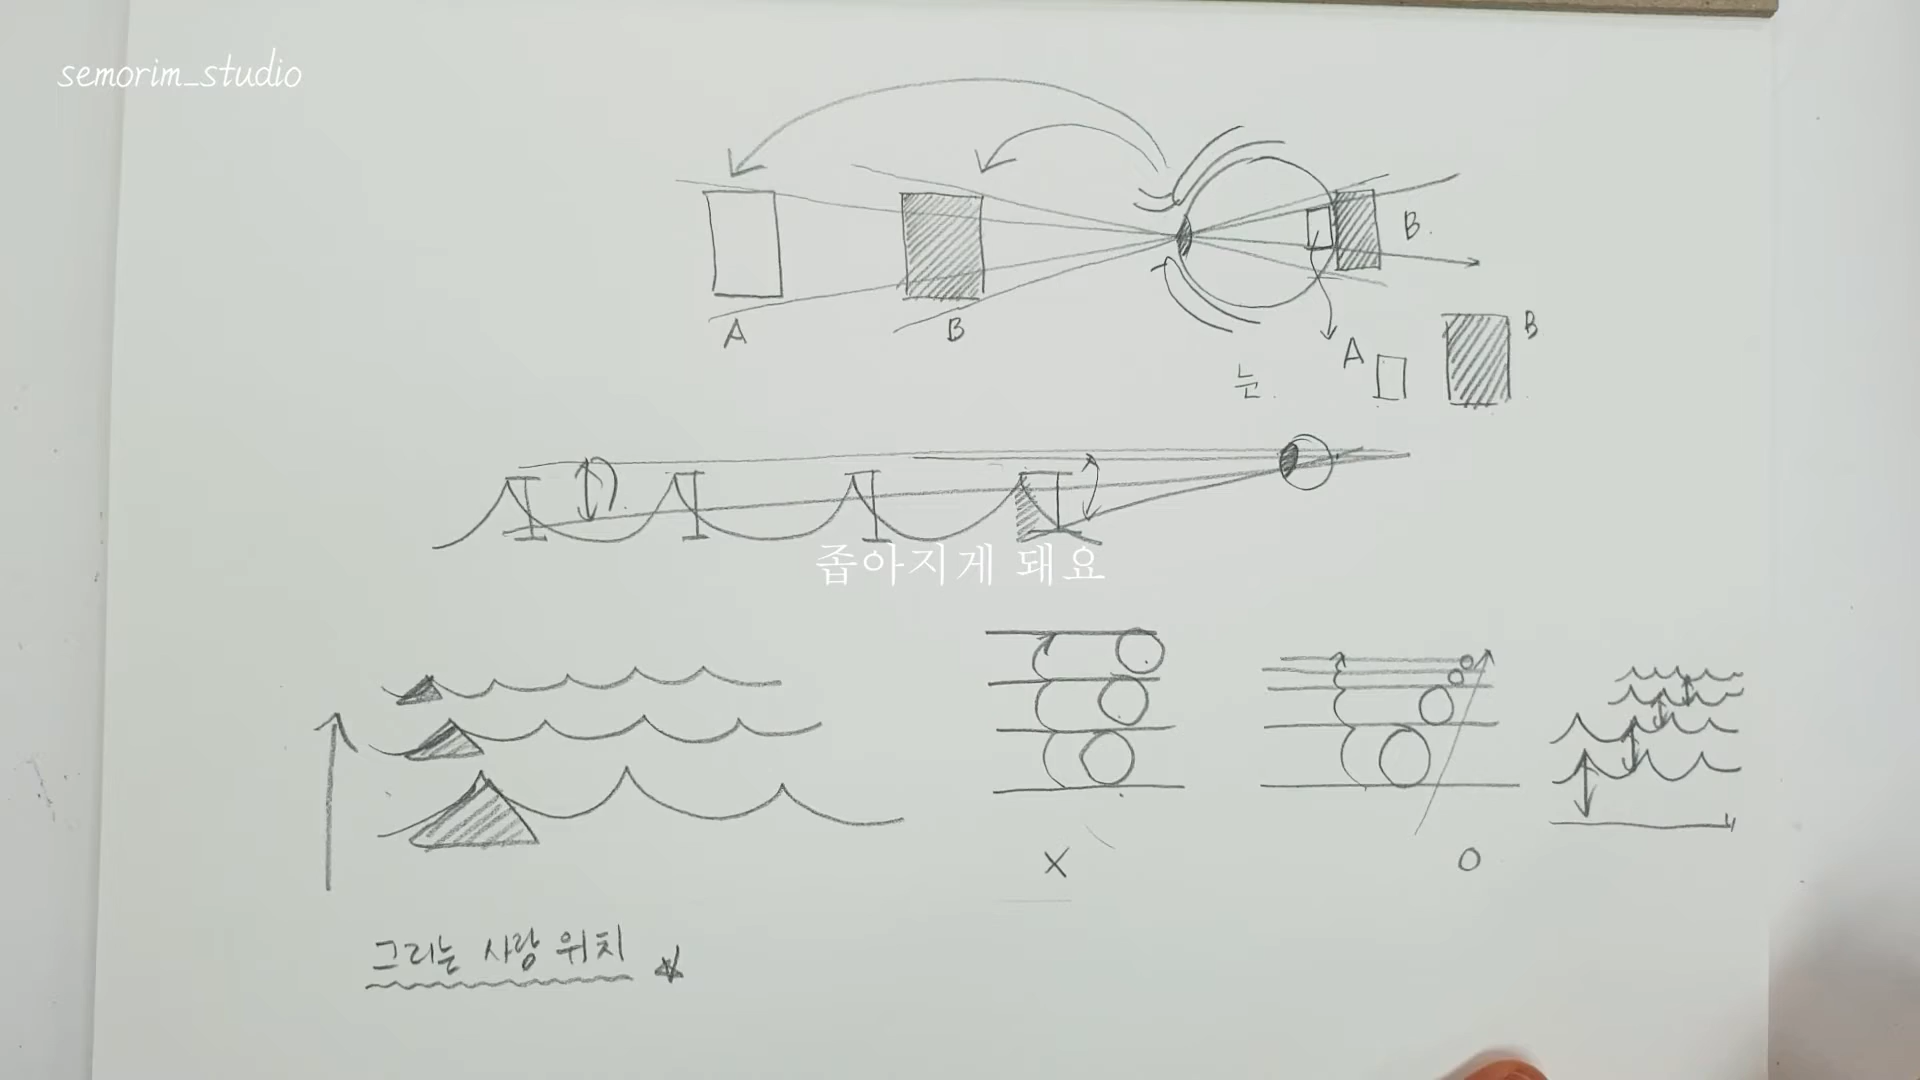 semorim_studio
B.
A
B
B
A
눈.
좁아지게 돼요
X
O
그리는 사람 위치